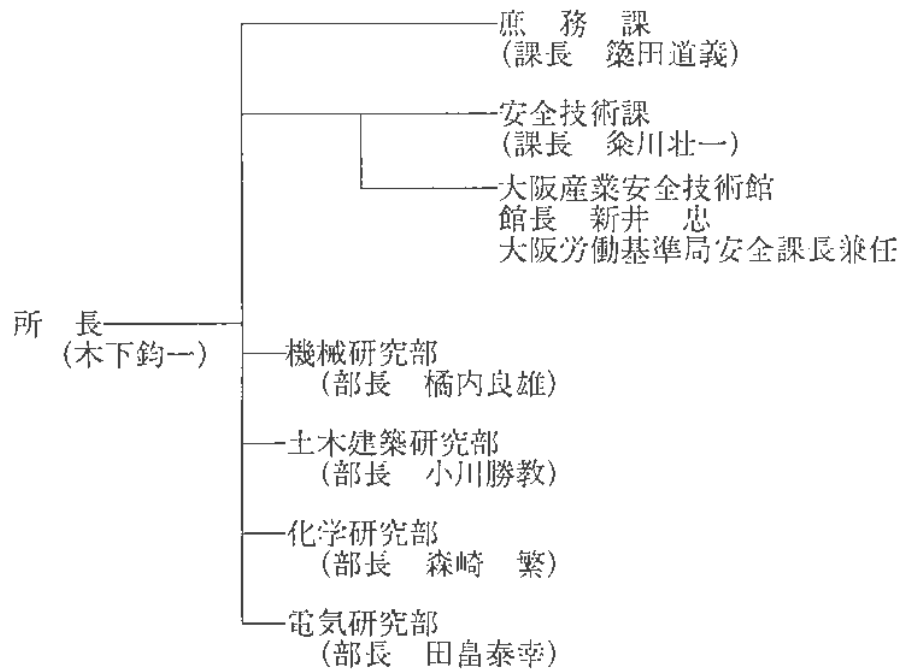 庶　務　課
(課長　簗田道義)
安全技術課
(課長　粂川壮一)
大阪産業安全技術館
館長　新井　忠
大阪労働基準局安全課長兼任
所　長
(木下鈞一)
機械研究部
(部長　橘内良雄)
土木建築研究部
(部長　小川勝教)
化学研究部
(部長　森崎　繁)
電気研究部
(部長　田畠泰幸)